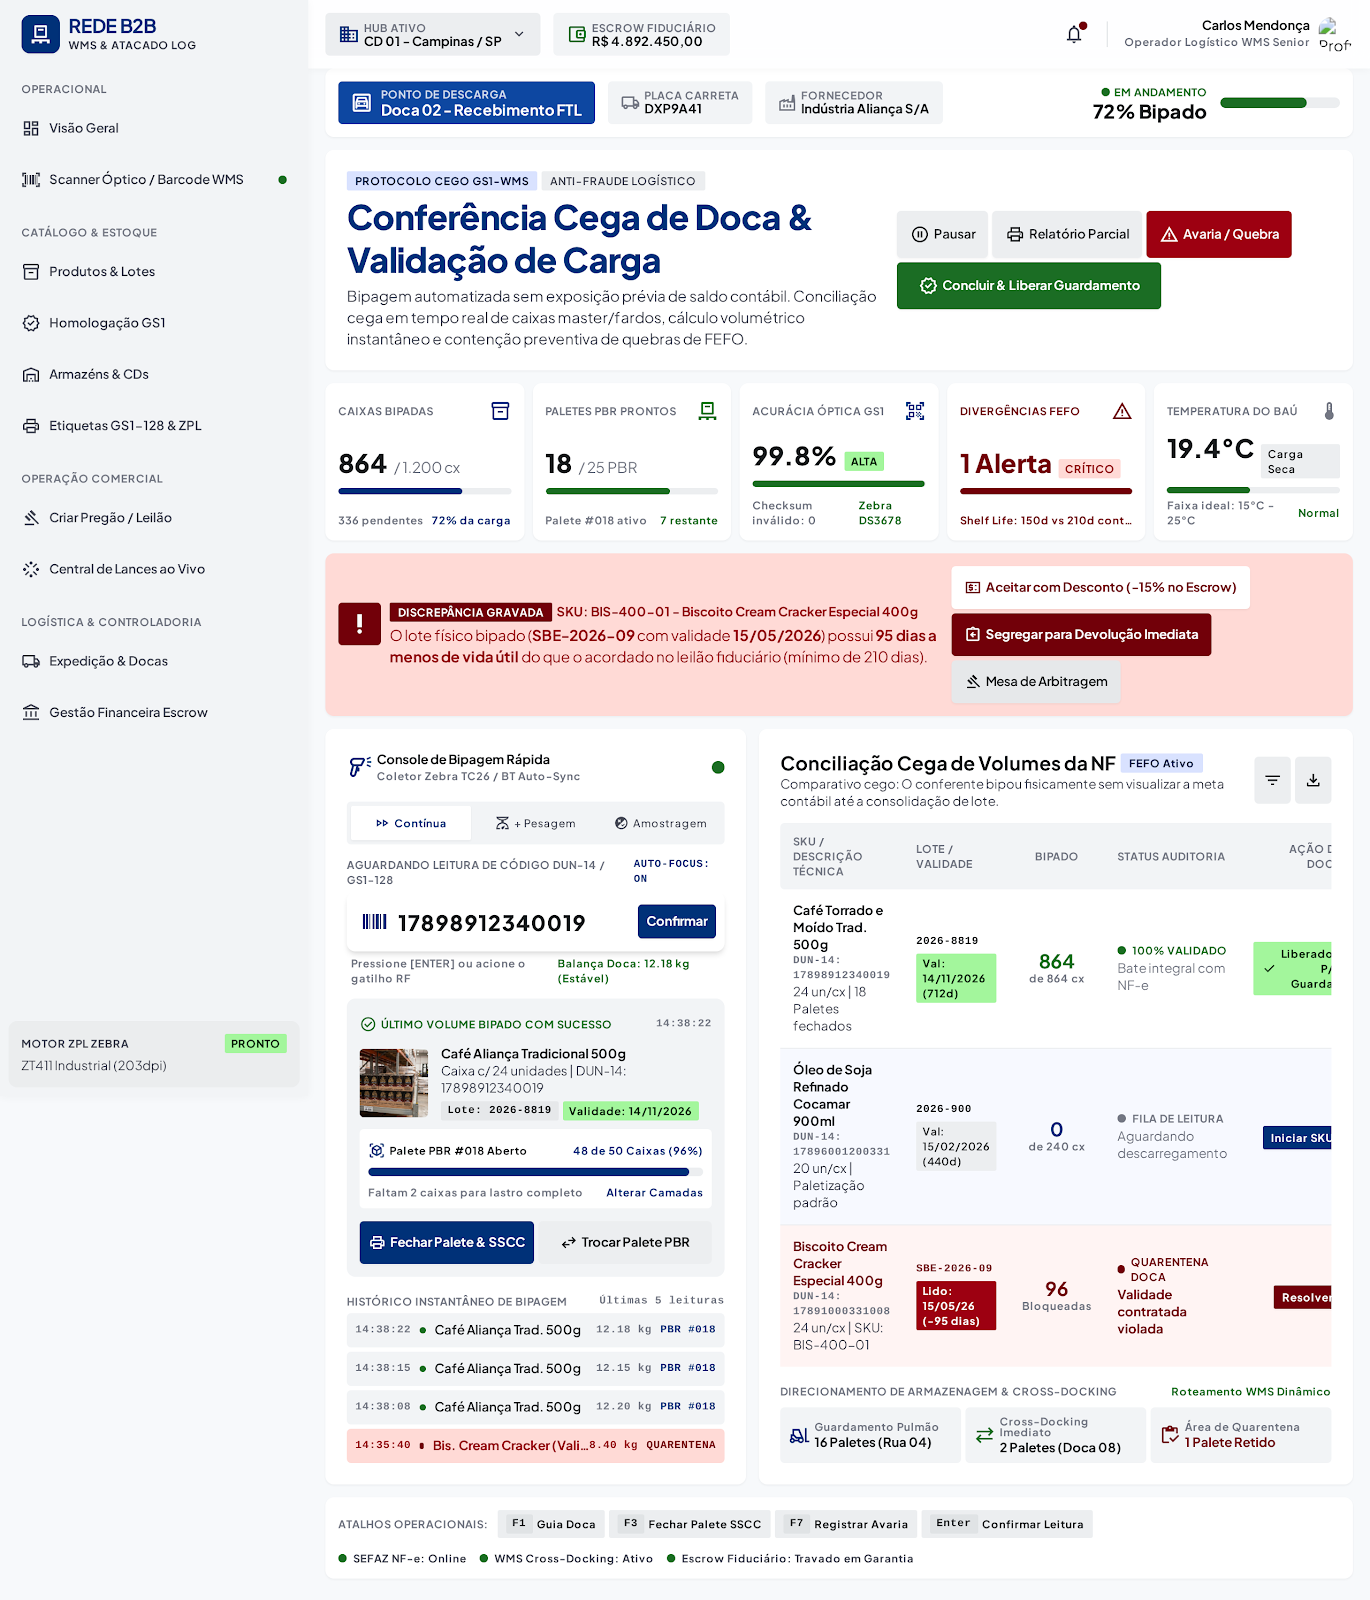 REDE B2B
WMS & ATACADO LOG
OPERACIONAL
Visão Geral
Scanner Óptico / Barcode WMS
CATÁLOGO & ESTOQUE
Produtos & Lotes
Homologação GS1
Armazéns & CDs
Etiquetas GS1-128 & ZPL
OPERAÇÃO COMERCIAL
Criar Pregão / Leilão
Central de Lances ao Vivo
LOGÍSTICA & CONTROLADORIA
Expedição & Docas
Gestão Financeira Escrow
MOTOR ZPL ZEBRA
PRONTO
ZT411 Industrial (203dpi)
HUB ATIVO
CD 01 - Campinas / SP
ESCROW FIDUCIÁRIO
R$ 4.892.450,00
Carlos Mendonça
Operador Logístico WMS Senior
PONTO DE DESCARGA
Doca 02 - Recebimento FTL
PLACA CARRETA
DXP9A41
FORNECEDOR
Indústria Aliança S/A
EM ANDAMENTO
72% Bipado
PROTOCOLO CEGO GS1-WMS
ANTI-FRAUDE LOGÍSTICO
Conferência Cega de Doca &
Validação de Carga
Bipagem automatizada sem exposição prévia de saldo contábil. Conciliação
cega em tempo real de caixas master/fardos, cálculo volumétrico
instantâneo e contenção preventiva de quebras de FEFO.
Pausar
Relatório Parcial
Avaria / Quebra
Concluir & Liberar Guardamento
CAIXAS BIPADAS
864 / 1.200 cx
336 pendentes 72% da carga
PALETES PBR PRONTOS
18 / 25 PBR
Palete #018 ativo 7 restante
ACURÁCIA ÓPTICA GS1
99.8% ALTA
Checksum
inválido: 0
Zebra
DS3678
DIVERGÊNCIAS FEFO
1 Alerta CRÍTICO
Shelf Life: 150d vs 210d cont...
TEMPERATURA DO BAÚ
19.4°C
Carga
Seca
Faixa ideal: 15°C -
25°C
Normal
DISCREPÂNCIA GRAVADA SKU: BIS-400-01 - Biscoito Cream Cracker Especial 400g
O lote físico bipado (SBE-2026-09 com validade 15/05/2026) possui 95 dias a
menos de vida útil do que o acordado no leilão fiduciário (mínimo de 210 dias).
Aceitar com Desconto (-15% no Escrow)
Segregar para Devolução Imediata
Mesa de Arbitragem
Console de Bipagem Rápida
Coletor Zebra TC26 / BT Auto-Sync
Contínua
+ Pesagem
Amostragem
AGUARDANDO LEITURA DE CÓDIGO DUN-14 /
GS1-128
AUTO-FOCUS:
ON
17898912340019
Confirmar
Pressione [ENTER] ou acione o
gatilho RF
Balança Doca: 12.18 kg
(Estável)
ÚLTIMO VOLUME BIPADO COM SUCESSO 14:38:22
Café Aliança Tradicional 500g
Caixa c/ 24 unidades | DUN-14:
17898912340019
Lote: 2026-8819 Validade: 14/11/2026
Palete PBR #018 Aberto 48 de 50 Caixas (96%)
Faltam 2 caixas para lastro completo Alterar Camadas
Fechar Palete & SSCC
Trocar Palete PBR
HISTÓRICO INSTANTÂNEO DE BIPAGEM Últimas 5 leituras
14:38:22 Café Aliança Trad. 500g 12.18 kg PBR #018
14:38:15 Café Aliança Trad. 500g 12.15 kg PBR #018
14:38:08 Café Aliança Trad. 500g 12.20 kg PBR #018
14:35:40 Bis. Cream Cracker (Vali... 8.40 kg QUARENTENA
Conciliação Cega de Volumes da NF FEFO Ativo
Comparativo cego: O conferente bipou fisicamente sem visualizar a meta
contábil até a consolidação de lote.
SKU /
DESCRIÇÃO
TÉCNICA
LOTE /
VALIDADE
BIPADO
STATUS AUDITORIA
AÇÃO D
DOC
Café Torrado e
Moído Trad.
500g
DUN-14:
17898912340019
24 un/cx | 18
Paletes
fechados
2026-8819
Val:
14/11/2026
(712d)
864
de 864 cx
100% VALIDADO
Bate integral com
NF-e
Liberado
P/
Guarda
Óleo de Soja
Refinado
Cocamar
900ml
DUN-14:
17896001200331
20 un/cx |
Paletização
padrão
2026-900
Val:
15/02/2026
(440d)
0
de 240 cx
FILA DE LEITURA
Aguardando
descarregamento
Iniciar SKU
Biscoito Cream
Cracker
Especial 400g
DUN-14:
17891000331008
24 un/cx | SKU:
BIS-400-01
SBE-2026-09
Lido:
15/05/26
(-95 dias)
96
Bloqueadas
QUARENTENA
DOCA
Validade
contratada
violada
Resolver
DIRECIONAMENTO DE ARMAZENAGEM & CROSS-DOCKING Roteamento WMS Dinâmico
Guardamento Pulmão
16 Paletes (Rua 04)
Cross-Docking
Imediato
2 Paletes (Doca 08)
Área de Quarentena
1 Palete Retido
ATALHOS OPERACIONAIS: F1 Guia Doca F3 Fechar Palete SSCC F7 Registrar Avaria Enter Confirmar Leitura
SEFAZ NF-e: Online WMS Cross-Docking: Ativo Escrow Fiduciário: Travado em Garantia